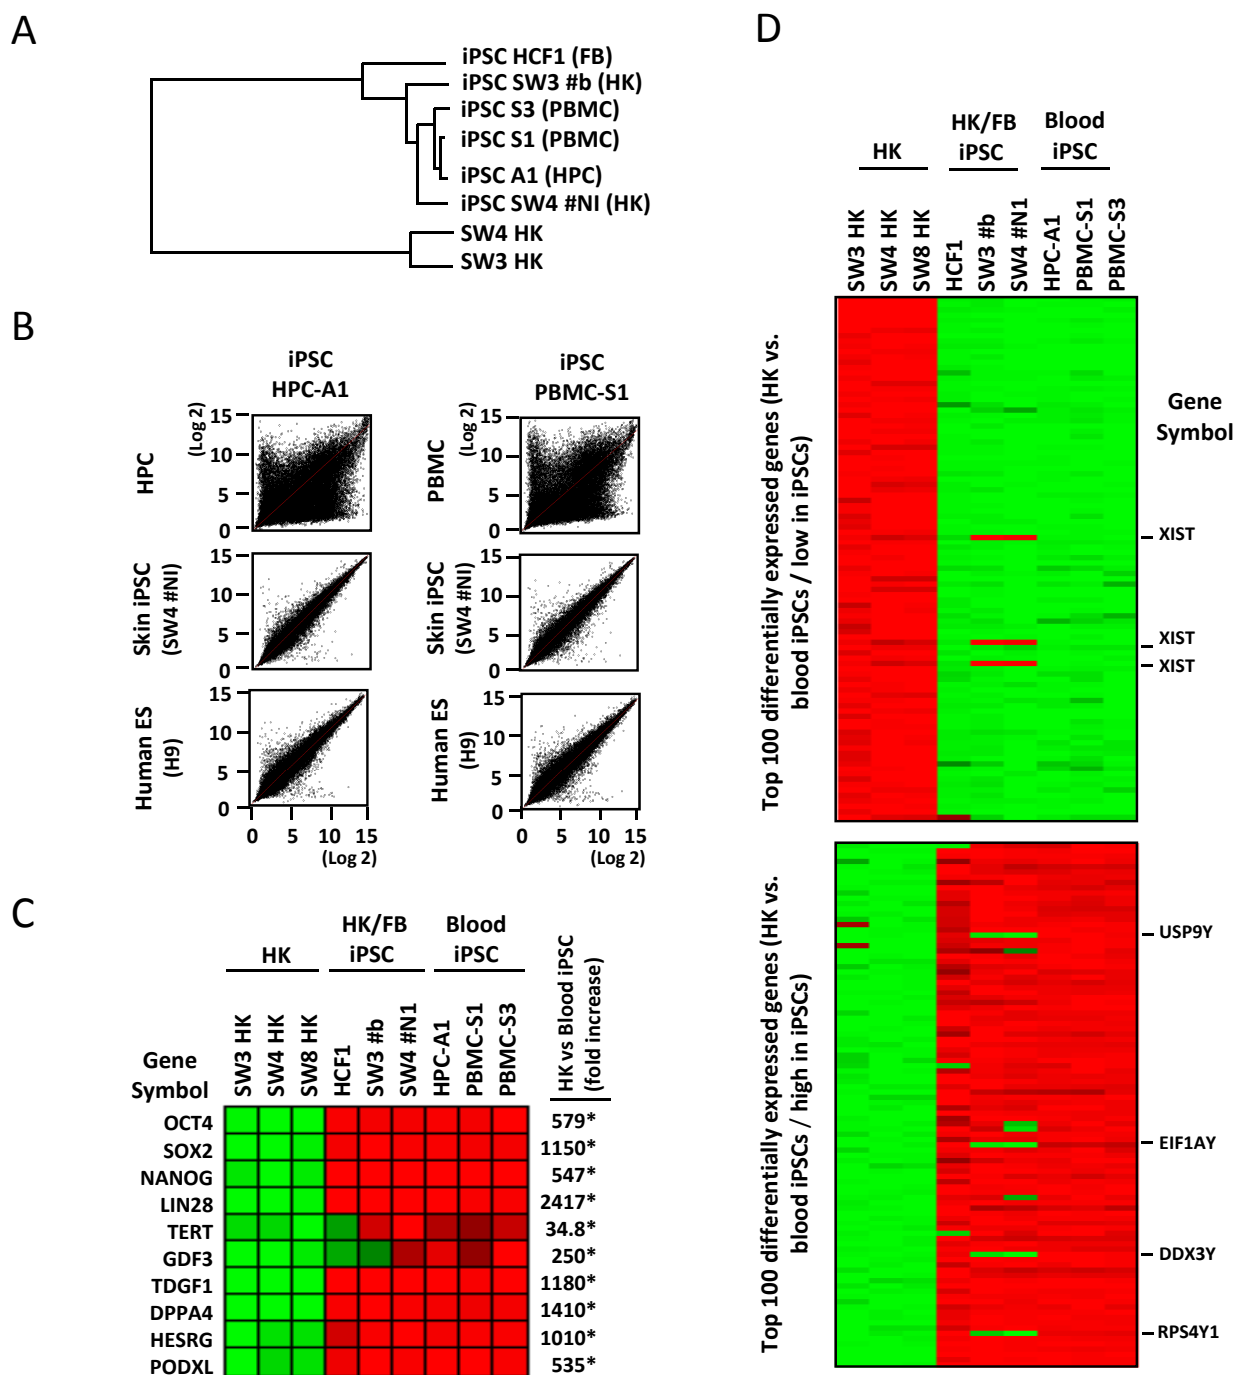 A
iPSC HCF1 (FB)
iPSC SW3 #b (HK)
iPSC S3 (PBMC)
iPSC S1 (PBMC)
iPSC A1 (HPC)
iPSC SW4 #NI (HK)
SW4 HK
SW3 HK
B
iPSC
HPC-A1
iPSC
PBMC-S1
HPC
(Log 2)
15
10
5
0
PBMC
(Log 2)
15
10
5
0
Skin iPSC
(SW4 #NI)
15
10
5
0
Skin iPSC
(SW4 #NI)
15
10
5
0
Human ES
(H9)
15
10
5
0
Human ES
(H9)
15
10
5
0
0 5 10 15
(Log 2)
0 5 10 15
(Log 2)
C
HK
HK/FB
iPSC
Blood
iPSC
HK vs Blood iPSC
(fold increase)
Gene
Symbol
SW3 HK
SW4 HK
SW8 HK
HCF1
SW3 #b
SW4 #N1
HPC-A1
PBMC-S1
PBMC-S3
OCT4 579*
SOX2 1150*
NANOG 547*
LIN28 2417*
TERT 34.8*
GDF3 250*
TDGF1 1180*
DPPA4 1410*
HESRG 1010*
PODXL 535*
D
HK
HK/FB
iPSC
Blood
iPSC
SW3 HK
SW4 HK
SW8 HK
HCF1
SW3 #b
SW4 #N1
HPC-A1
PBMC-S1
PBMC-S3
Top 100 differentially expressed genes (HK vs.
blood iPSCs / low in iPSCs)
Gene
Symbol
XIST
XIST
XIST
Top 100 differentially expressed genes (HK vs.
blood iPSCs / high in iPSCs)
USP9Y
EIF1AY
DDX3Y
RPS4Y1